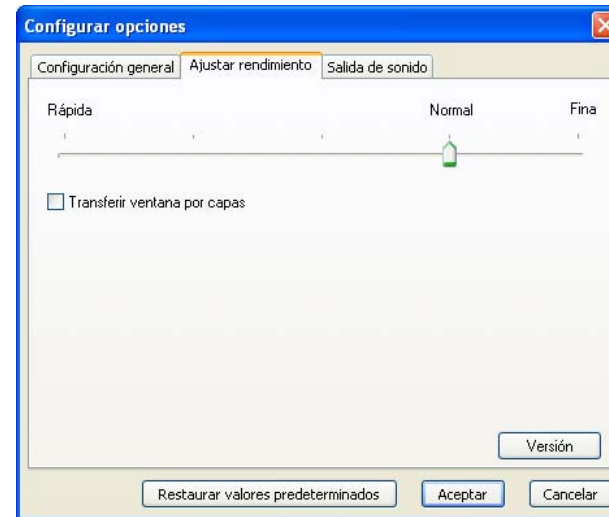 Configurar opciones
Configuración general Ajustar rendimiento Salida de sonido
Rápida Normal Fina
Transferir ventana por capas
Versión
Restaurar valores predeterminados Aceptar Cancelar